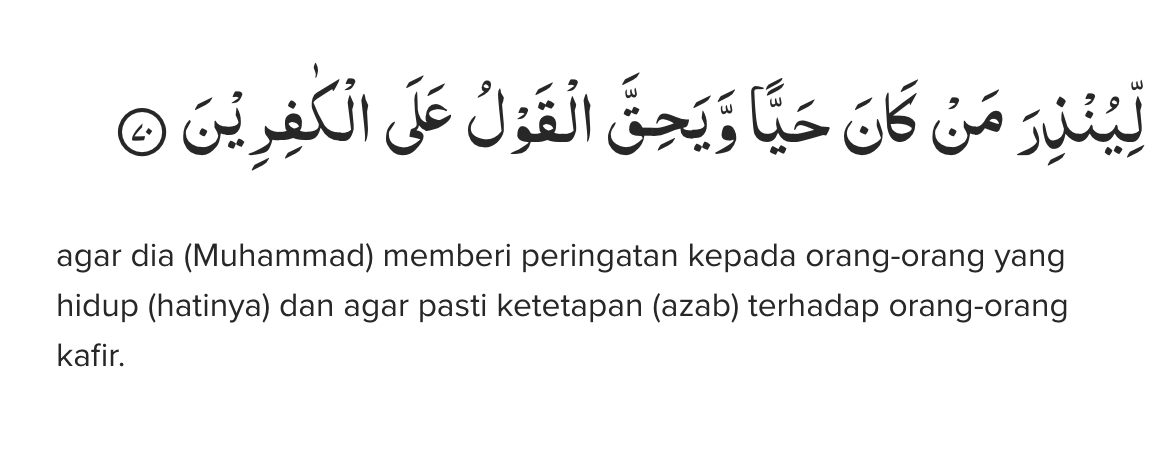 لِّيُنْذِرَ مَنْ كَانَ حَيًّا وَّيَحِقَّ الْقَوْلُ عَلَى الْكٰفِرِيْنَ ۝٧٠
agar dia (Muhammad) memberi peringatan kepada orang-orang yang
hidup (hatinya) dan agar pasti ketetapan (azab) terhadap orang-orang
kafir.